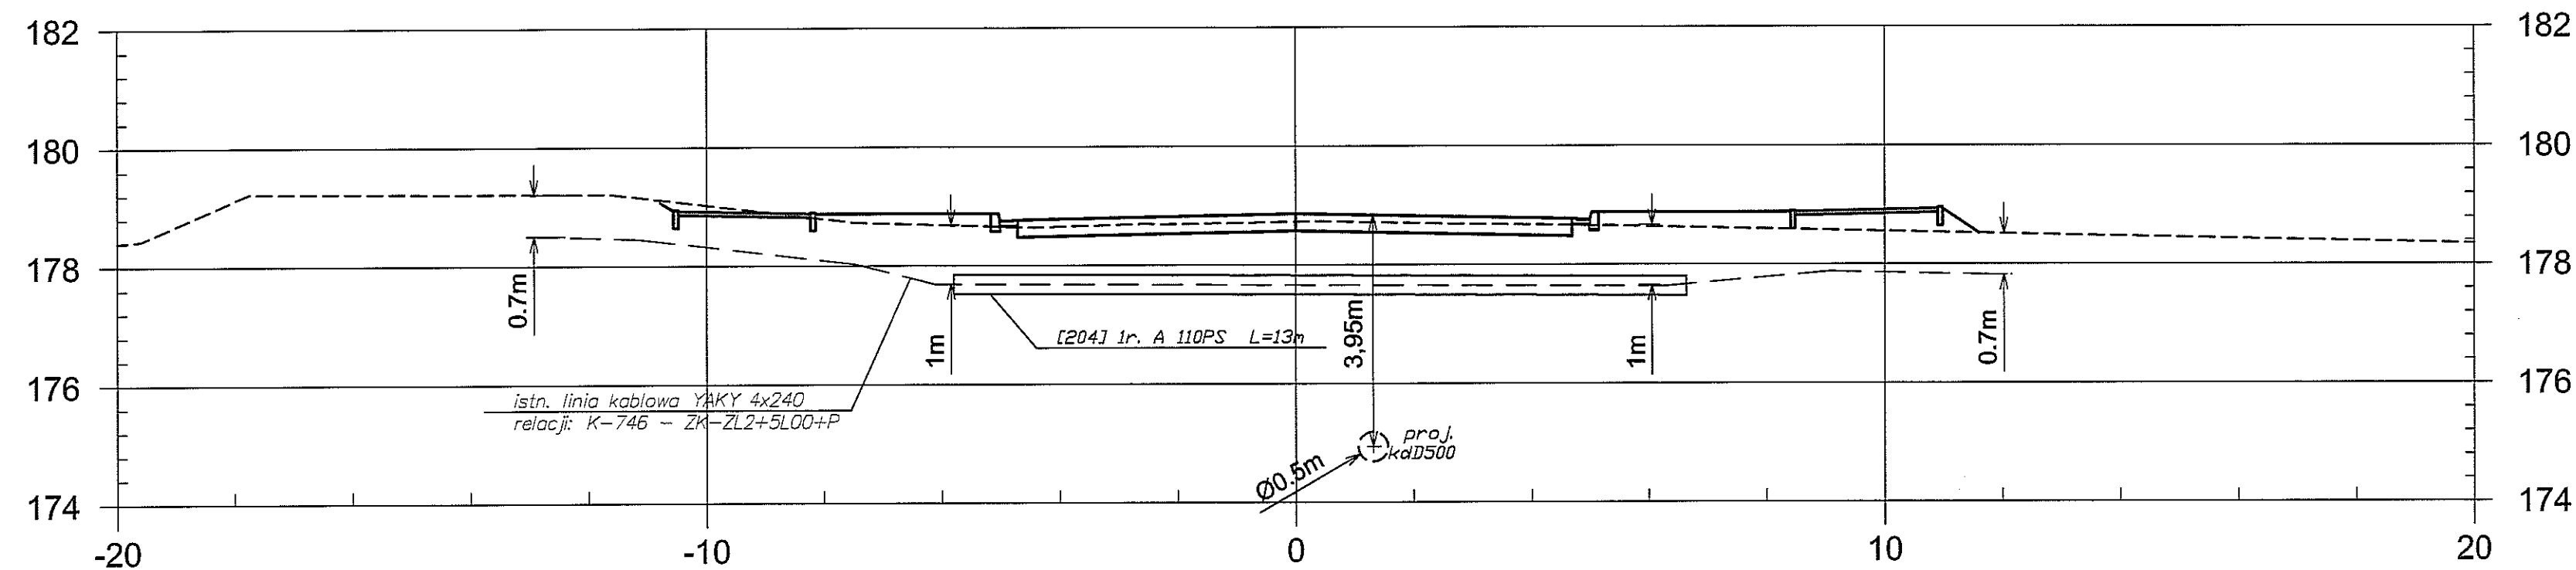 182
182
180
180
178
178
176
176
174
174
0.7m
1m
3,95m
1m
0.7m
[204] 1r. A 110PS L=13m
istn. linia kablowa YAKY 4x240
relacji: K-746 - ZK-ZL2+5L00+P
proj.
kdD500
Ø0.5m
-20
-10
0
10
20